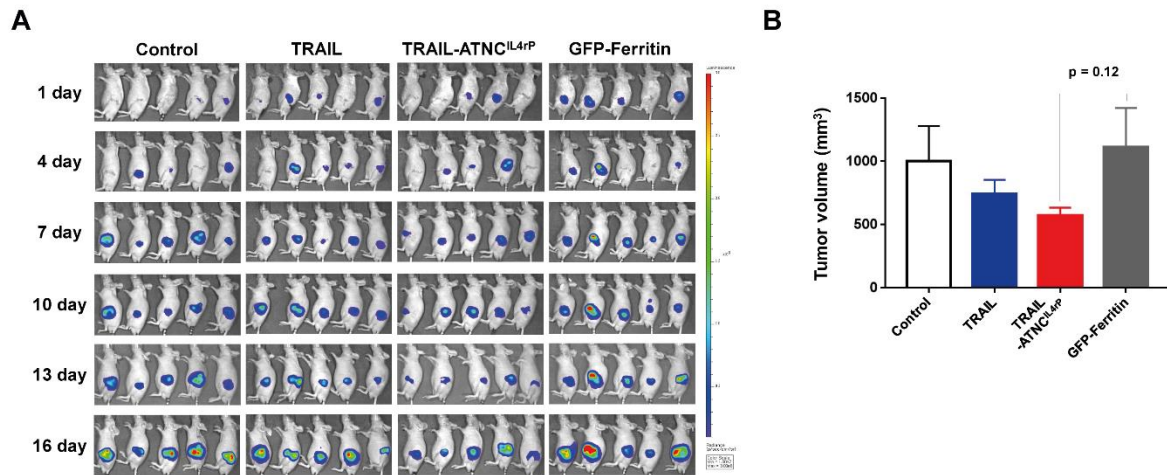 A
Control TRAIL TRAIL-ATNC^IL4rP GFP-Ferritin
1 day
4 day
7 day
10 day
13 day
16 day
B
p = 0.12
Tumor volume (mm³)
1500
1000
500
0
Control
TRAIL
TRAIL
-ATNC^IL4rP
GFP-Ferritin